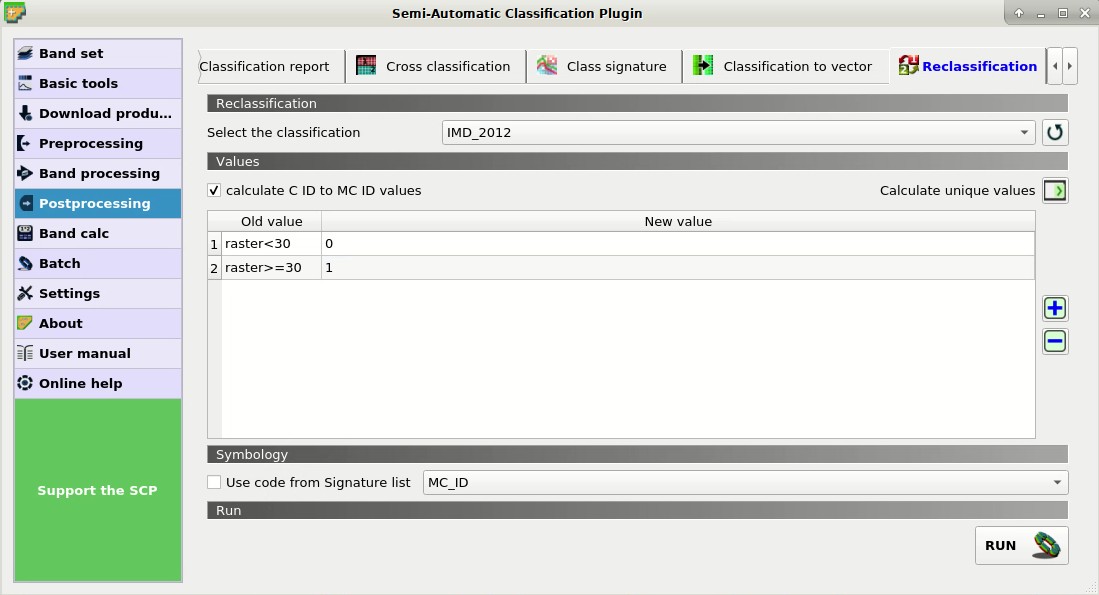 Semi-Automatic Classification Plugin
Band set
Basic tools
Download produ...
Preprocessing
Band processing
Postprocessing
Band calc
Batch
Settings
About
User manual
Online help
Support the SCP
Classification report
Cross classification
Class signature
Classification to vector
Reclassification
Reclassification
Select the classification
IMD_2012
Values
calculate C ID to MC ID values
Calculate unique values
Old value New value
1 raster<30 0
2 raster>=30 1
Symbology
Use code from Signature list
MC_ID
Run
RUN